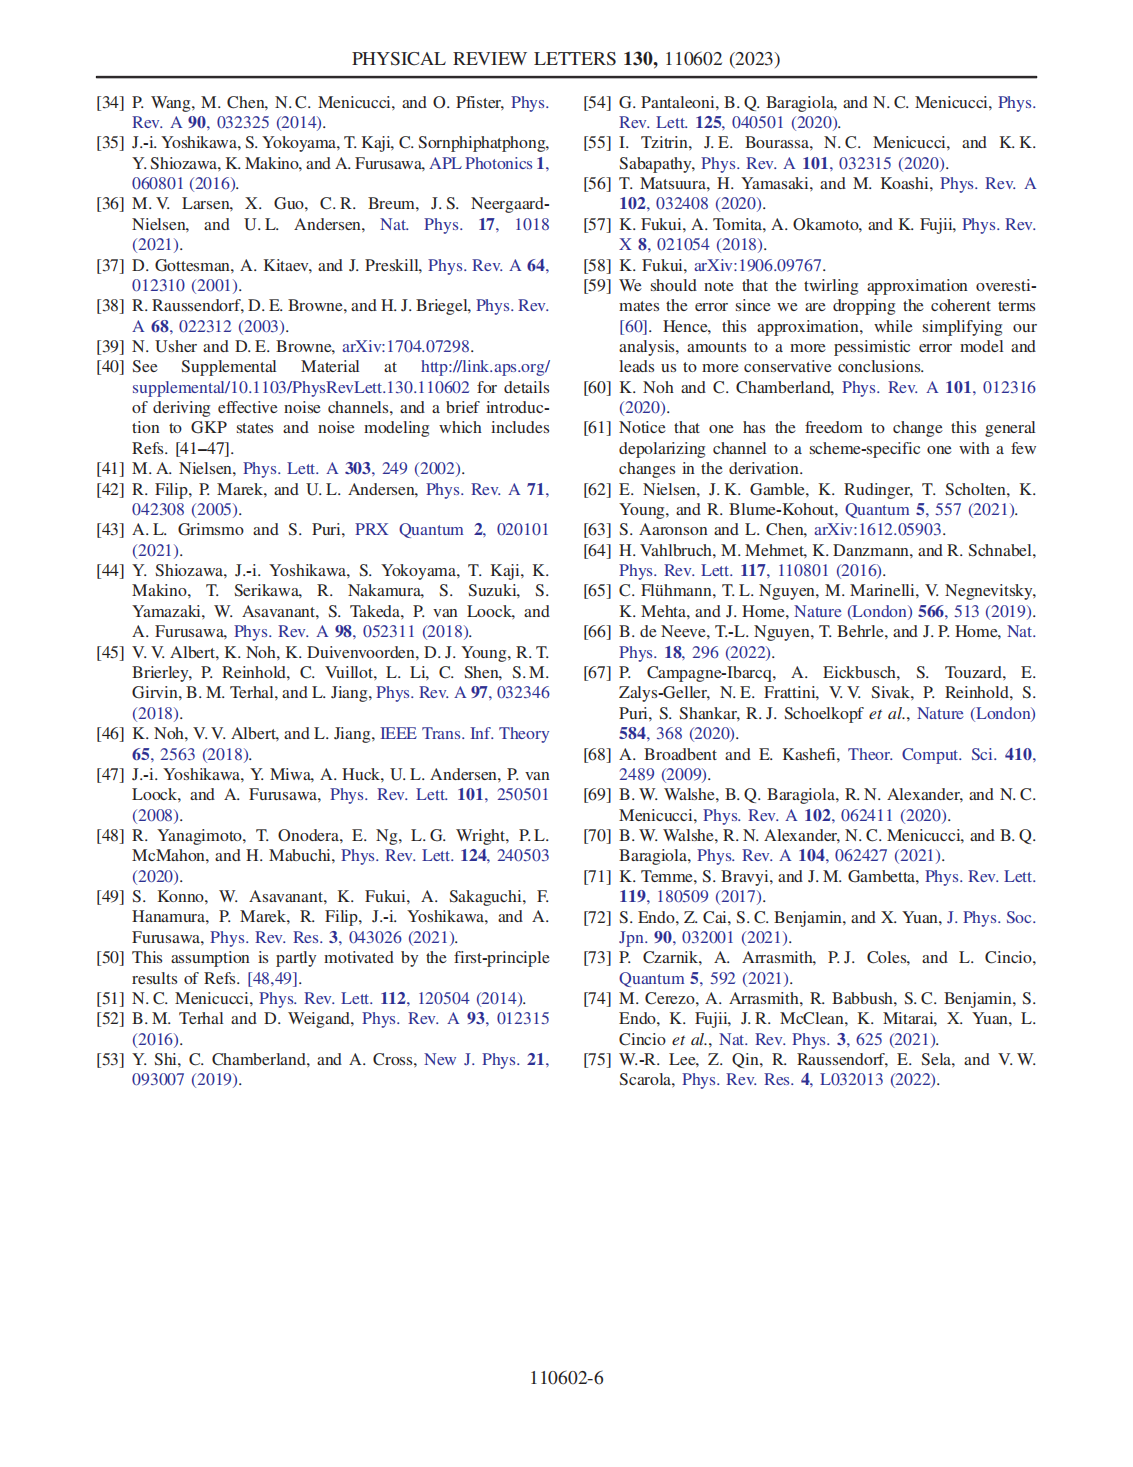 PHYSICAL REVIEW LETTERS 130, 110602 (2023)
[34] P. Wang, M. Chen, N. C. Menicucci, and O. Pfister, Phys.
Rev. A 90, 032325 (2014).
[35] J.-i. Yoshikawa, S. Yokoyama, T. Kaji, C. Sornphiphatphong,
Y. Shiozawa, K. Makino, and A. Furusawa, APL Photonics 1,
060801 (2016).
[36] M. V. Larsen, X. Guo, C. R. Breum, J. S. Neergaard-
Nielsen, and U. L. Andersen, Nat. Phys. 17, 1018
(2021).
[37] D. Gottesman, A. Kitaev, and J. Preskill, Phys. Rev. A 64,
012310 (2001).
[38] R. Raussendorf, D. E. Browne, and H. J. Briegel, Phys. Rev.
A 68, 022312 (2003).
[39] N. Usher and D. E. Browne, arXiv:1704.07298.
[40] See Supplemental Material at http://link.aps.org/
supplemental/10.1103/PhysRevLett.130.110602 for details
of deriving effective noise channels, and a brief introduc-
tion to GKP states and noise modeling which includes
Refs. [41–47].
[41] M. A. Nielsen, Phys. Lett. A 303, 249 (2002).
[42] R. Filip, P. Marek, and U. L. Andersen, Phys. Rev. A 71,
042308 (2005).
[43] A. L. Grimsmo and S. Puri, PRX Quantum 2, 020101
(2021).
[44] Y. Shiozawa, J.-i. Yoshikawa, S. Yokoyama, T. Kaji, K.
Makino, T. Serikawa, R. Nakamura, S. Suzuki, S.
Yamazaki, W. Asavanant, S. Takeda, P. van Loock, and
A. Furusawa, Phys. Rev. A 98, 052311 (2018).
[45] V. V. Albert, K. Noh, K. Duivenvoorden, D. J. Young, R. T.
Brierley, P. Reinhold, C. Vuillot, L. Li, C. Shen, S. M.
Girvin, B. M. Terhal, and L. Jiang, Phys. Rev. A 97, 032346
(2018).
[46] K. Noh, V. V. Albert, and L. Jiang, IEEE Trans. Inf. Theory
65, 2563 (2018).
[47] J.-i. Yoshikawa, Y. Miwa, A. Huck, U. L. Andersen, P. van
Loock, and A. Furusawa, Phys. Rev. Lett. 101, 250501
(2008).
[48] R. Yanagimoto, T. Onodera, E. Ng, L. G. Wright, P. L.
McMahon, and H. Mabuchi, Phys. Rev. Lett. 124, 240503
(2020).
[49] S. Konno, W. Asavanant, K. Fukui, A. Sakaguchi, F.
Hanamura, P. Marek, R. Filip, J.-i. Yoshikawa, and A.
Furusawa, Phys. Rev. Res. 3, 043026 (2021).
[50] This assumption is partly motivated by the first-principle
results of Refs. [48,49].
[51] N. C. Menicucci, Phys. Rev. Lett. 112, 120504 (2014).
[52] B. M. Terhal and D. Weigand, Phys. Rev. A 93, 012315
(2016).
[53] Y. Shi, C. Chamberland, and A. Cross, New J. Phys. 21,
093007 (2019).
[54] G. Pantaleoni, B. Q. Baragiola, and N. C. Menicucci, Phys.
Rev. Lett. 125, 040501 (2020).
[55] I. Tzitrin, J. E. Bourassa, N. C. Menicucci, and K. K.
Sabapathy, Phys. Rev. A 101, 032315 (2020).
[56] T. Matsuura, H. Yamasaki, and M. Koashi, Phys. Rev. A
102, 032408 (2020).
[57] K. Fukui, A. Tomita, A. Okamoto, and K. Fujii, Phys. Rev.
X 8, 021054 (2018).
[58] K. Fukui, arXiv:1906.09767.
[59] We should note that the twirling approximation overesti-
mates the error since we are dropping the coherent terms
[60]. Hence, this approximation, while simplifying our
analysis, amounts to a more pessimistic error model and
leads us to more conservative conclusions.
[60] K. Noh and C. Chamberland, Phys. Rev. A 101, 012316
(2020).
[61] Notice that one has the freedom to change this general
depolarizing channel to a scheme-specific one with a few
changes in the derivation.
[62] E. Nielsen, J. K. Gamble, K. Rudinger, T. Scholten, K.
Young, and R. Blume-Kohout, Quantum 5, 557 (2021).
[63] S. Aaronson and L. Chen, arXiv:1612.05903.
[64] H. Vahlbruch, M. Mehmet, K. Danzmann, and R. Schnabel,
Phys. Rev. Lett. 117, 110801 (2016).
[65] C. Flühmann, T. L. Nguyen, M. Marinelli, V. Negnevitsky,
K. Mehta, and J. Home, Nature (London) 566, 513 (2019).
[66] B. de Neeve, T.-L. Nguyen, T. Behrle, and J. P. Home, Nat.
Phys. 18, 296 (2022).
[67] P. Campagne-Ibarcq, A. Eickbusch, S. Touzard, E.
Zalys-Geller, N. E. Frattini, V. V. Sivak, P. Reinhold, S.
Puri, S. Shankar, R. J. Schoelkopf et al., Nature (London)
584, 368 (2020).
[68] A. Broadbent and E. Kashefi, Theor. Comput. Sci. 410,
2489 (2009).
[69] B. W. Walshe, B. Q. Baragiola, R. N. Alexander, and N. C.
Menicucci, Phys. Rev. A 102, 062411 (2020).
[70] B. W. Walshe, R. N. Alexander, N. C. Menicucci, and B. Q.
Baragiola, Phys. Rev. A 104, 062427 (2021).
[71] K. Temme, S. Bravyi, and J. M. Gambetta, Phys. Rev. Lett.
119, 180509 (2017).
[72] S. Endo, Z. Cai, S. C. Benjamin, and X. Yuan, J. Phys. Soc.
Jpn. 90, 032001 (2021).
[73] P. Czarnik, A. Arrasmith, P. J. Coles, and L. Cincio,
Quantum 5, 592 (2021).
[74] M. Cerezo, A. Arrasmith, R. Babbush, S. C. Benjamin, S.
Endo, K. Fujii, J. R. McClean, K. Mitarai, X. Yuan, L.
Cincio et al., Nat. Rev. Phys. 3, 625 (2021).
[75] W.-R. Lee, Z. Qin, R. Raussendorf, E. Sela, and V. W.
Scarola, Phys. Rev. Res. 4, L032013 (2022).
110602-6